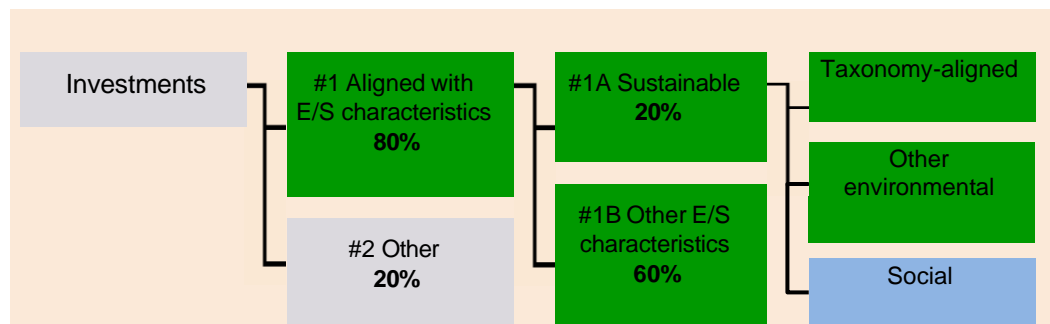 Investments
#1 Aligned with
E/S characteristics
80%
#2 Other
20%
#1A Sustainable
20%
#1B Other E/S
characteristics
60%
Taxonomy-aligned
Other
environmental
Social